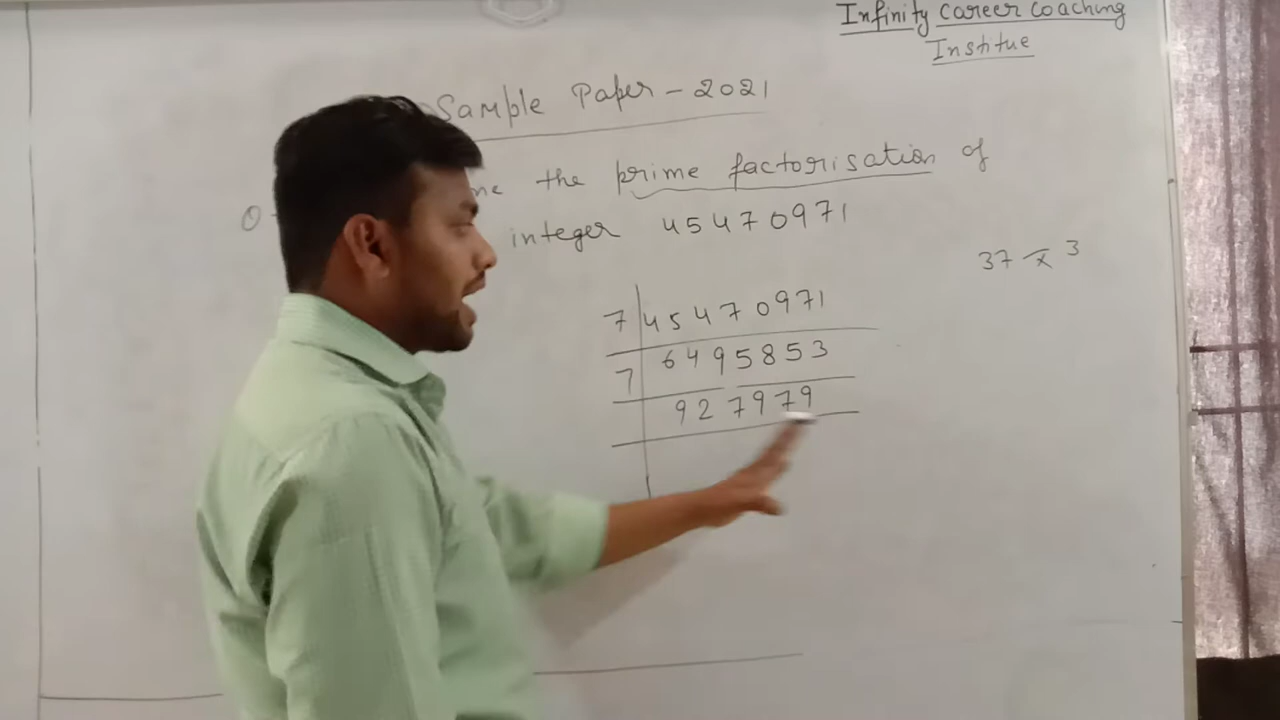 Infinity Career Coaching
Institue
Sample Paper - 2021
the prime factorisation of
integer 45470971
37 x 3
7 45470971
7 6495853
927979